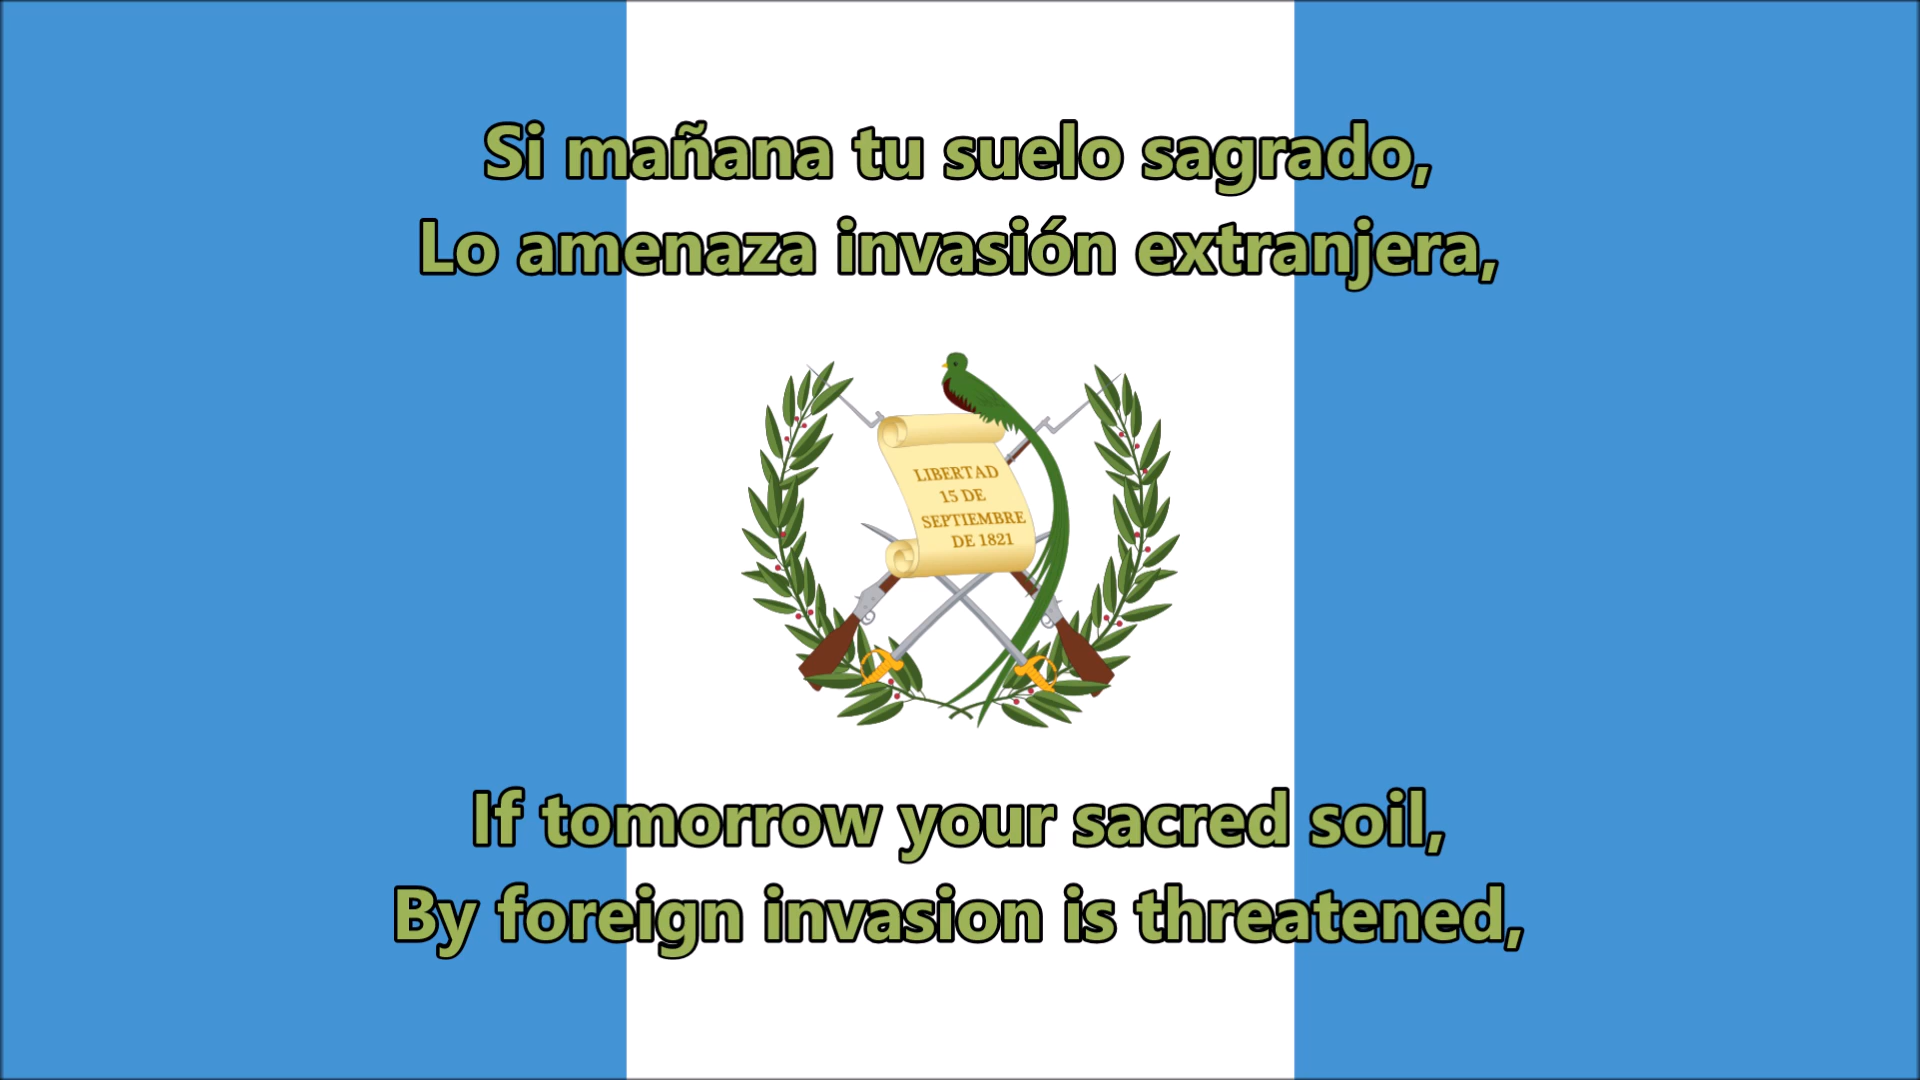 Si mañana tu suelo sagrado,
Lo amenaza invasión extranjera,
LIBERTAD
15 DE
SEPTIEMBRE
DE 1821
If tomorrow your sacred soil,
By foreign invasion is threatened,